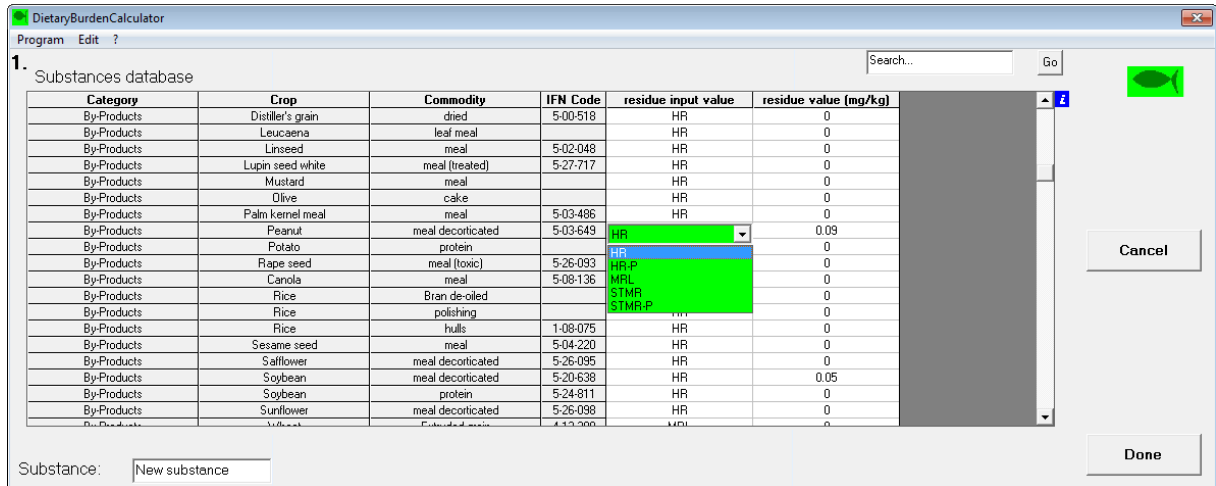 DietaryBurdenCalculator
Program Edit ?
1.
Substances database
Search... Go
Category Crop Commodity IFN Code residue input value residue value (mg/kg)
By-Products Distiller's grain dried 5-00-518 HR 0
By-Products Leucaena leaf meal HR 0
By-Products Linseed meal 5-02-048 HR 0
By-Products Lupin seed white meal (treated) 5-27-717 HR 0
By-Products Mustard meal HR 0
By-Products Olive cake HR 0
By-Products Palm kernel meal meal 5-03-486 HR 0
By-Products Peanut meal decorticated 5-03-649 HR 0.09
By-Products Potato protein HR 0
By-Products Rape seed meal (toxic) 5-26-093 HR-P 0
By-Products Canola meal 5-08-136 MRL 0
By-Products Rice Bran de-oiled STMR 0
By-Products Rice polishing STMR-P 0
By-Products Rice hulls 1-08-075 HR 0
By-Products Sesame seed meal 5-04-220 HR 0
By-Products Safflower meal decorticated 5-26-095 HR 0
By-Products Soybean meal decorticated 5-20-638 HR 0.05
By-Products Soybean protein 5-24-811 HR 0
By-Products Sunflower meal decorticated 5-26-098 HR 0
i
Cancel
Done
Substance: New substance